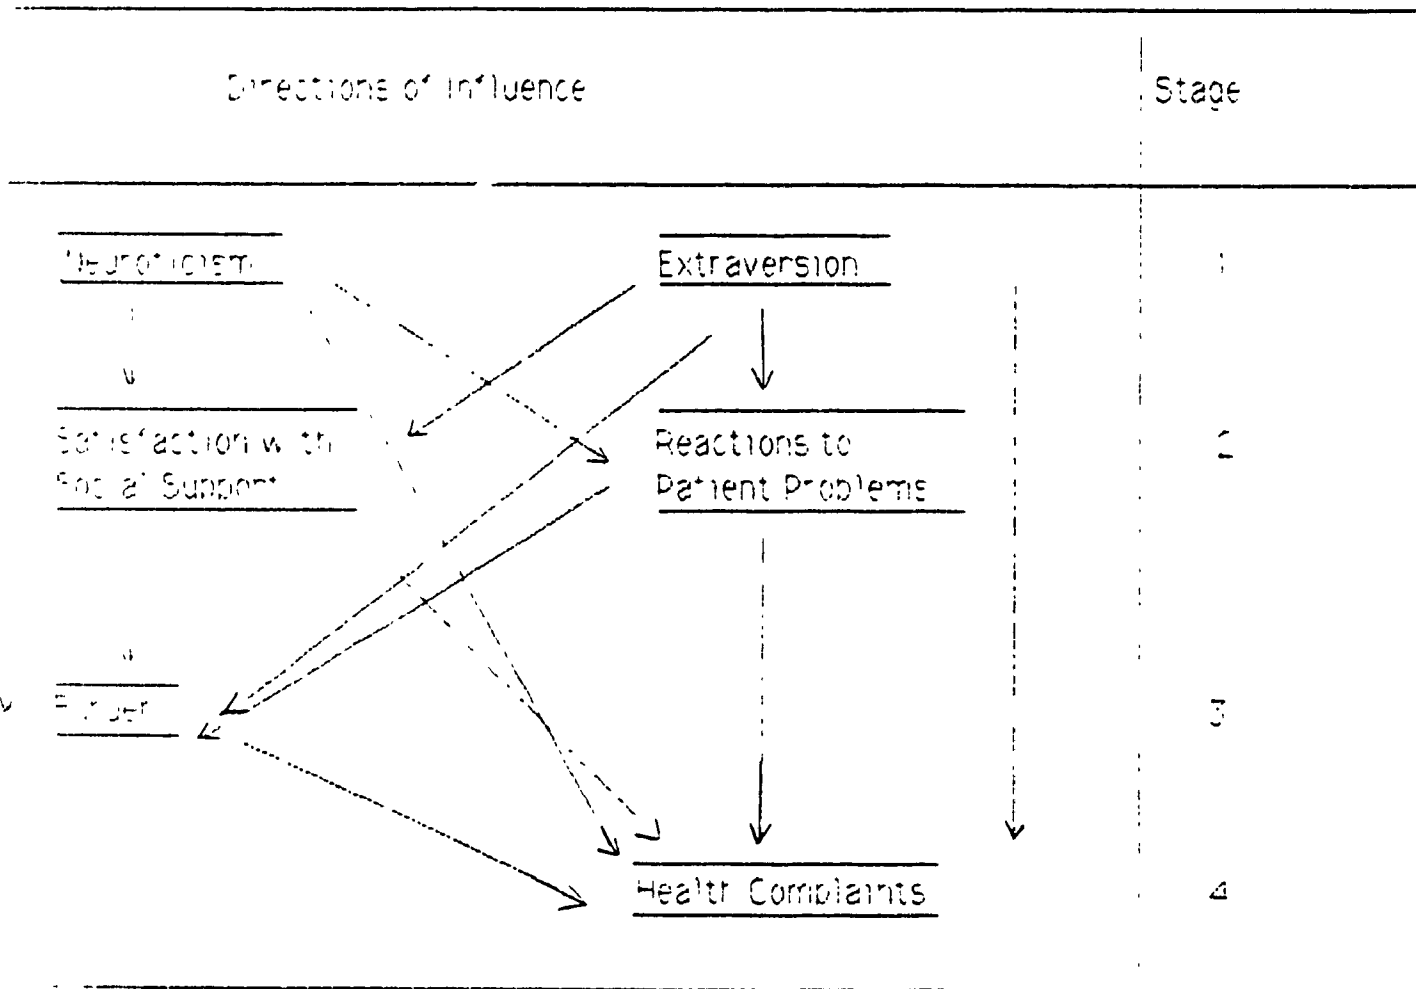 Directions of Influence
Stage
Neuroticism
Extraversion
1
Satisfaction with
Social Support
Reactions to
Patient Problems
2
Burden
3
Health Complaints
4